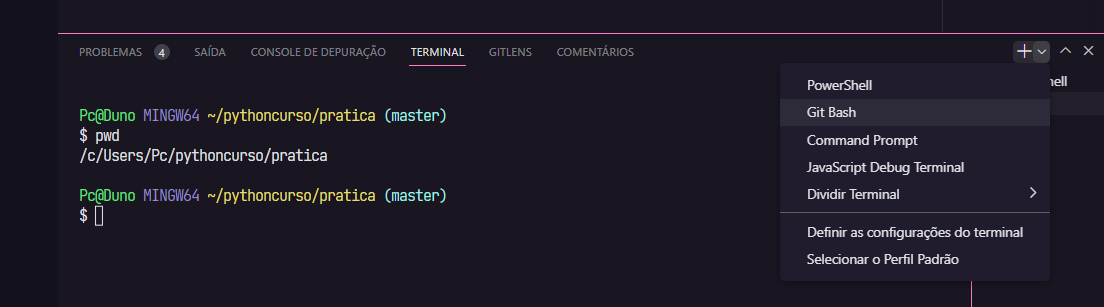 PROBLEMAS 4 SAÍDA CONSOLE DE DEPURAÇÃO TERMINAL GITLENS COMENTÁRIOS
PowerShell
Git Bash
Command Prompt
JavaScript Debug Terminal
Dividir Terminal
Definir as configurações do terminal
Selecionar o Perfil Padrão
Pc@Duno MINGW64 ~/pythoncurso/pratica (master)
$ pwd
/c/Users/Pc/pythoncurso/pratica
Pc@Duno MINGW64 ~/pythoncurso/pratica (master)
$